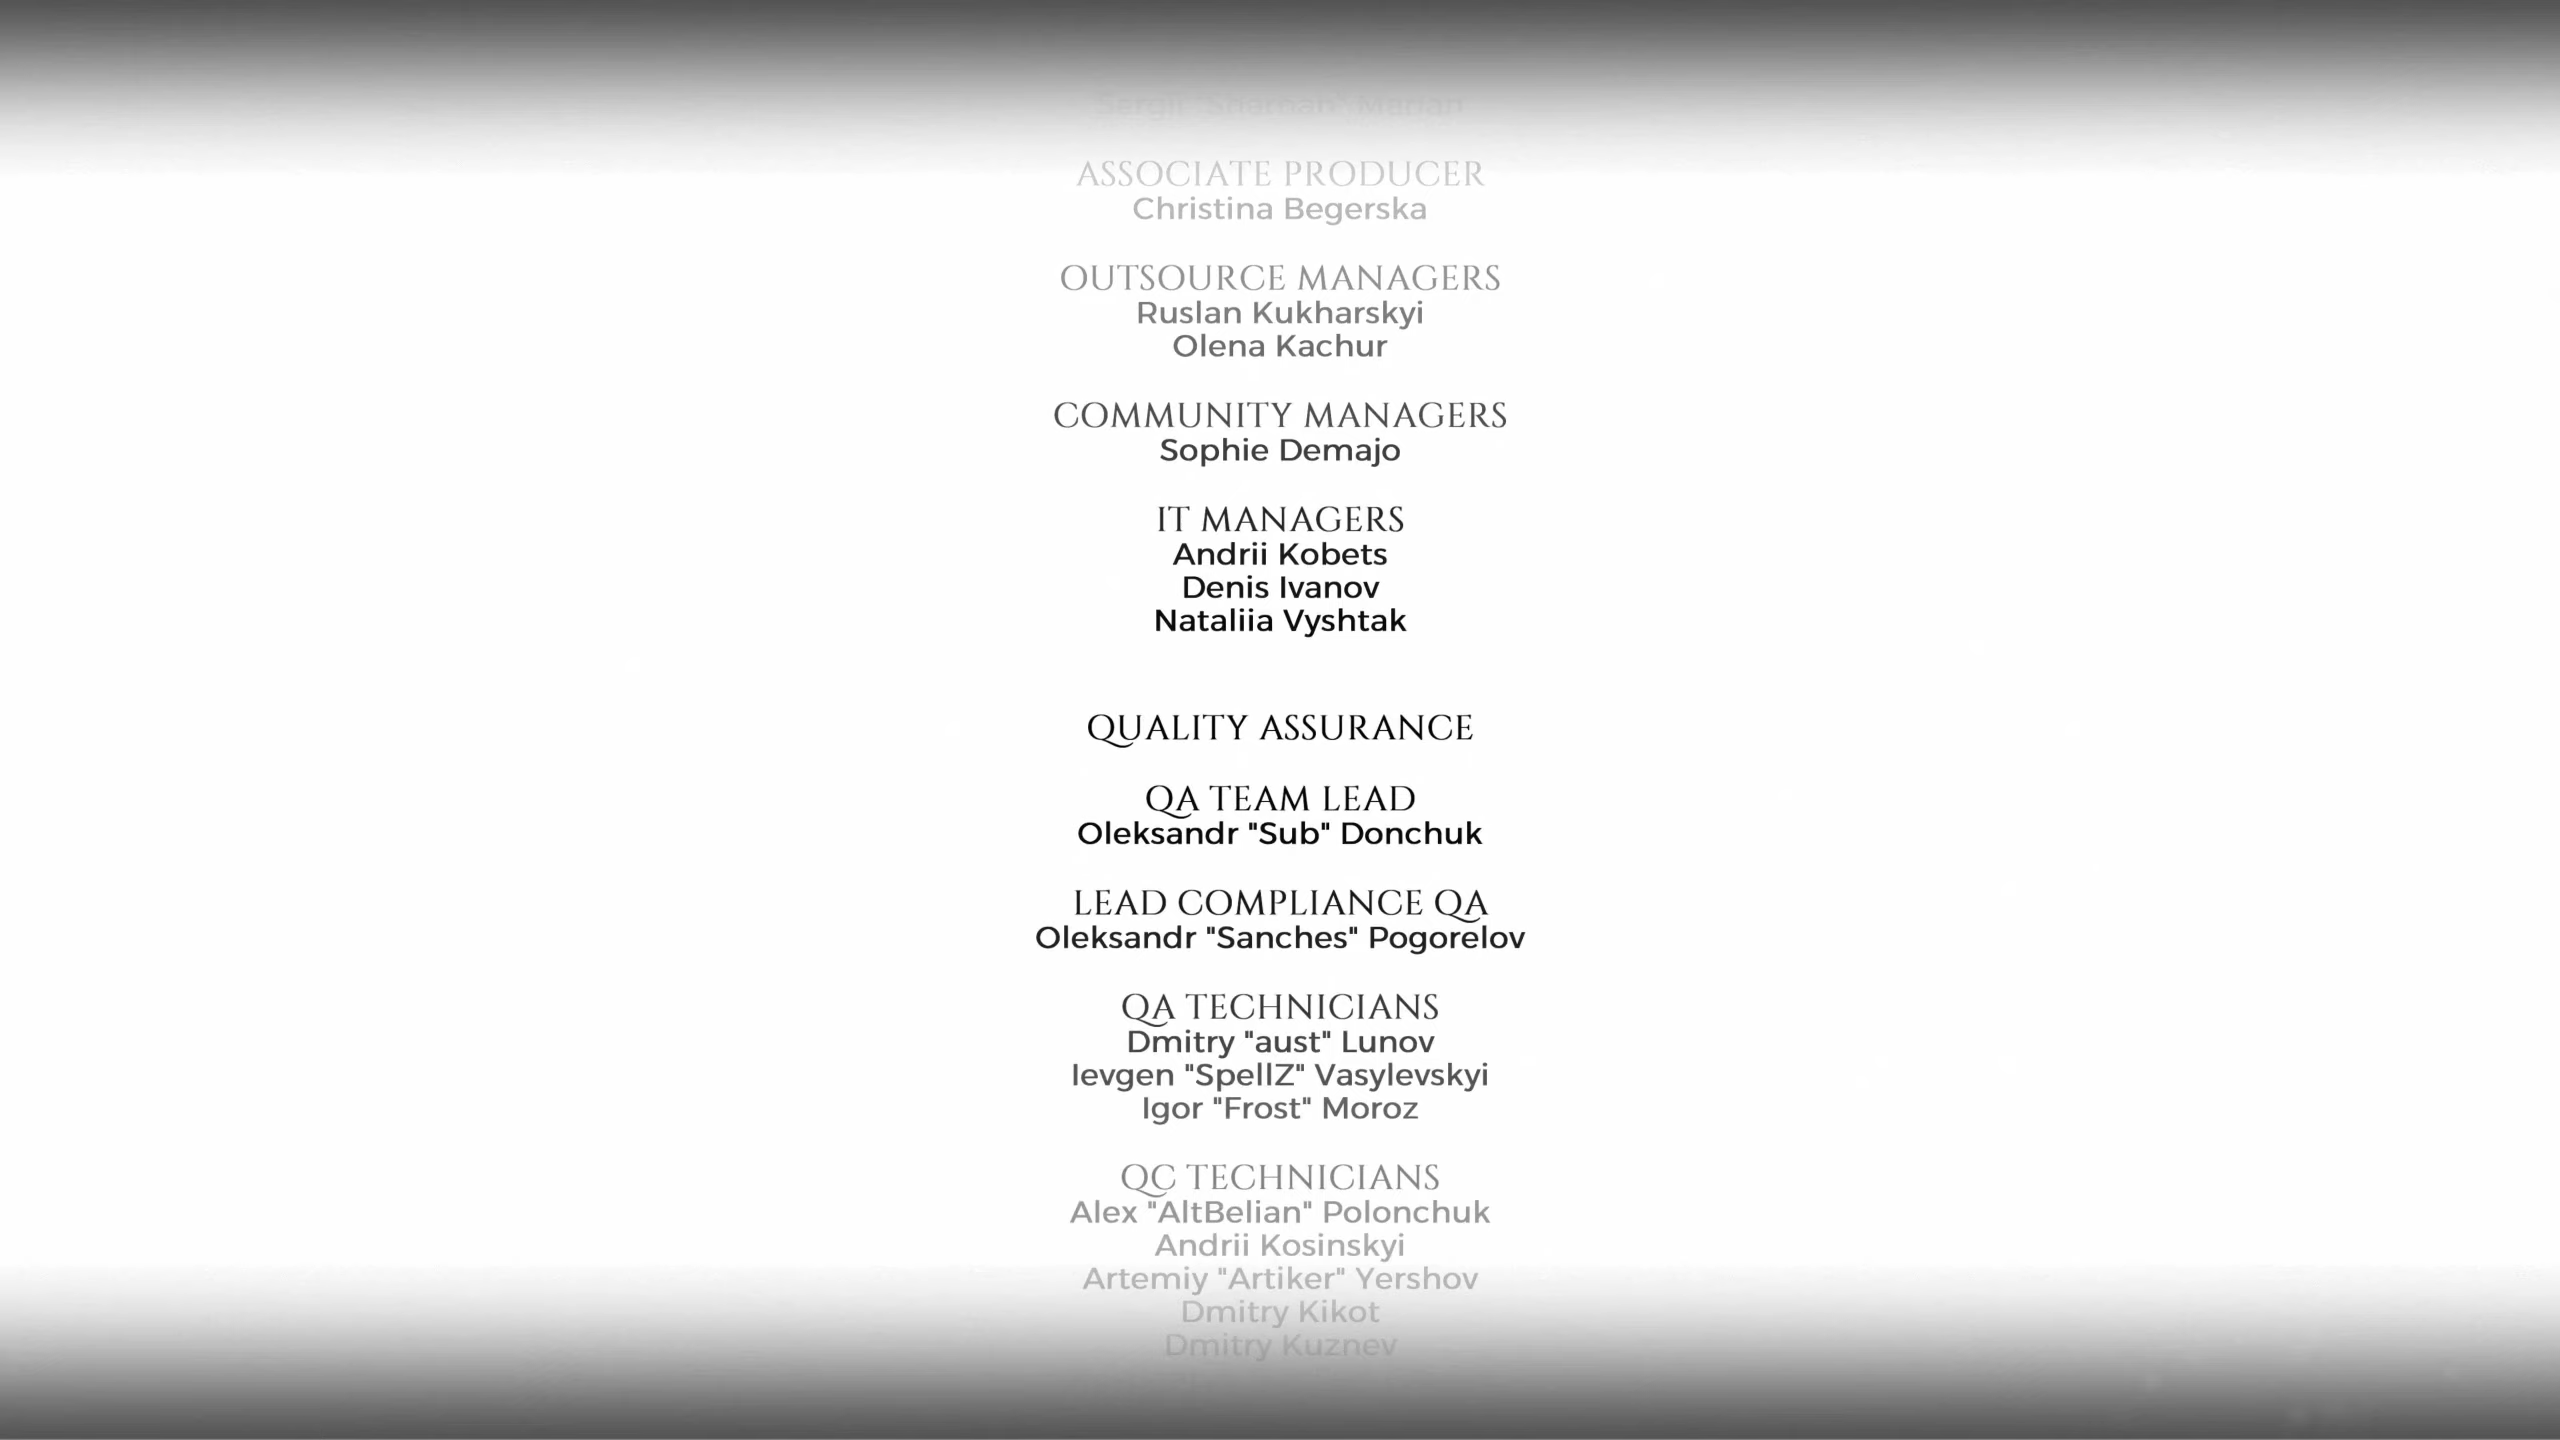 Sergii "Shaman" Marian
ASSOCIATE PRODUCER
Christina Begerska
OUTSOURCE MANAGERS
Ruslan Kukharskyi
Olena Kachur
COMMUNITY MANAGERS
Sophie Demajo
IT MANAGERS
Andrii Kobets
Denis Ivanov
Nataliia Vyshtak
QUALITY ASSURANCE
QA TEAM LEAD
Oleksandr "Sub" Donchuk
LEAD COMPLIANCE QA
Oleksandr "Sanches" Pogorelov
QA TECHNICIANS
Dmitry "aust" Lunov
Ievgen "SpellZ" Vasylevskyi
Igor "Frost" Moroz
QC TECHNICIANS
Alex "AltBelian" Polonchuk
Andrii Kosinskyi
Artemiy "Artiker" Yershov
Dmitry Kikot
Dmitry Kuznev